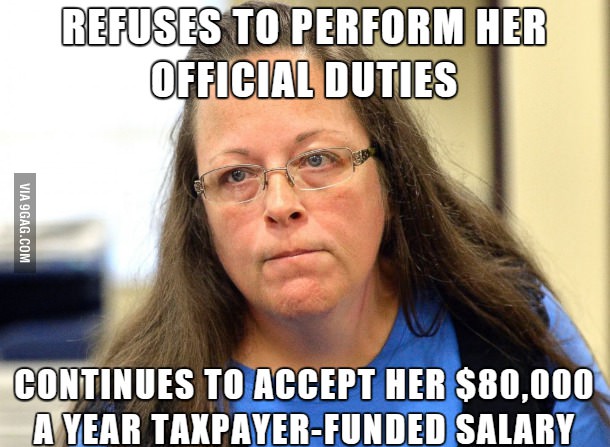 REFUSES TO PERFORM HER
OFFICIAL DUTIES
VIA 9GAG.COM
CONTINUES TO ACCEPT HER $80,000
A YEAR TAXPAYER-FUNDED SALARY